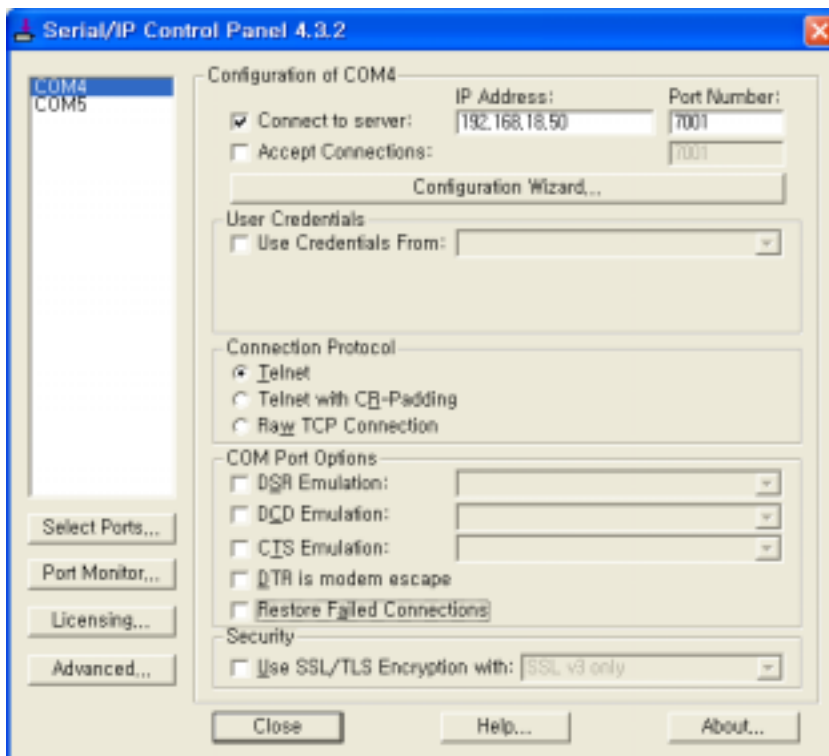 Serial/IP Control Panel 4.3.2
COM4
COM5
Configuration of COM4
IP Address: Port Number:
Connect to server: 192.168.18.50 7001
Accept Connections: 7001
Configuration Wizard...
User Credentials
Use Credentials From:
Connection Protocol
Telnet
Telnet with CR-Padding
Raw TCP Connection
COM Port Options
DSR Emulation:
DCD Emulation:
CTS Emulation:
DTR is modem escape
Restore Failed Connections
Security
Use SSL/TLS Encryption with: SSL v3 only
Select Ports...
Port Monitor...
Licensing...
Advanced...
Close Help... About...